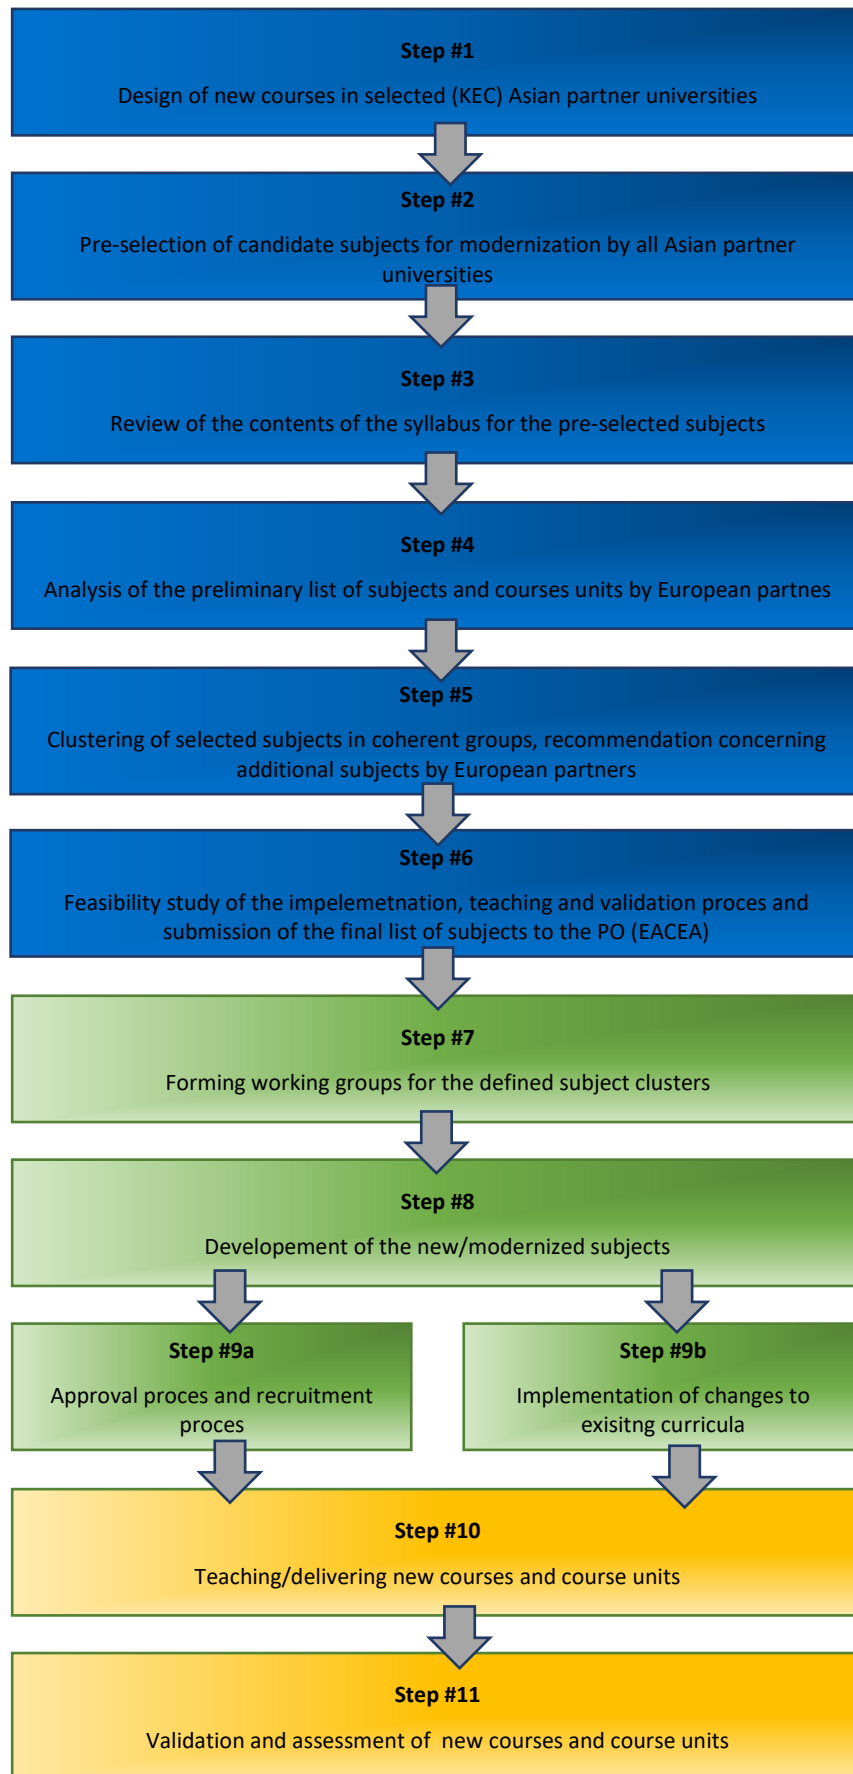 Step #1
Design of new courses in selected (KEC) Asian partner universities
Step #2
Pre-selection of candidate subjects for modernization by all Asian partner
universities
Step #3
Review of the contents of the syllabus for the pre-selected subjects
Step #4
Analysis of the preliminary list of subjects and courses units by European partnes
Step #5
Clustering of selected subjects in coherent groups, recommendation concerning
additional subjects by European partners
Step #6
Feasibility study of the impelemetnation, teaching and validation proces and
submission of the final list of subjects to the PO (EACEA)
Step #7
Forming working groups for the defined subject clusters
Step #8
Developement of the new/modernized subjects
Step #9a
Approval proces and recruitment
proces
Step #9b
Implementation of changes to
exisitng curricula
Step #10
Teaching/delivering new courses and course units
Step #11
Validation and assessment of  new courses and course units